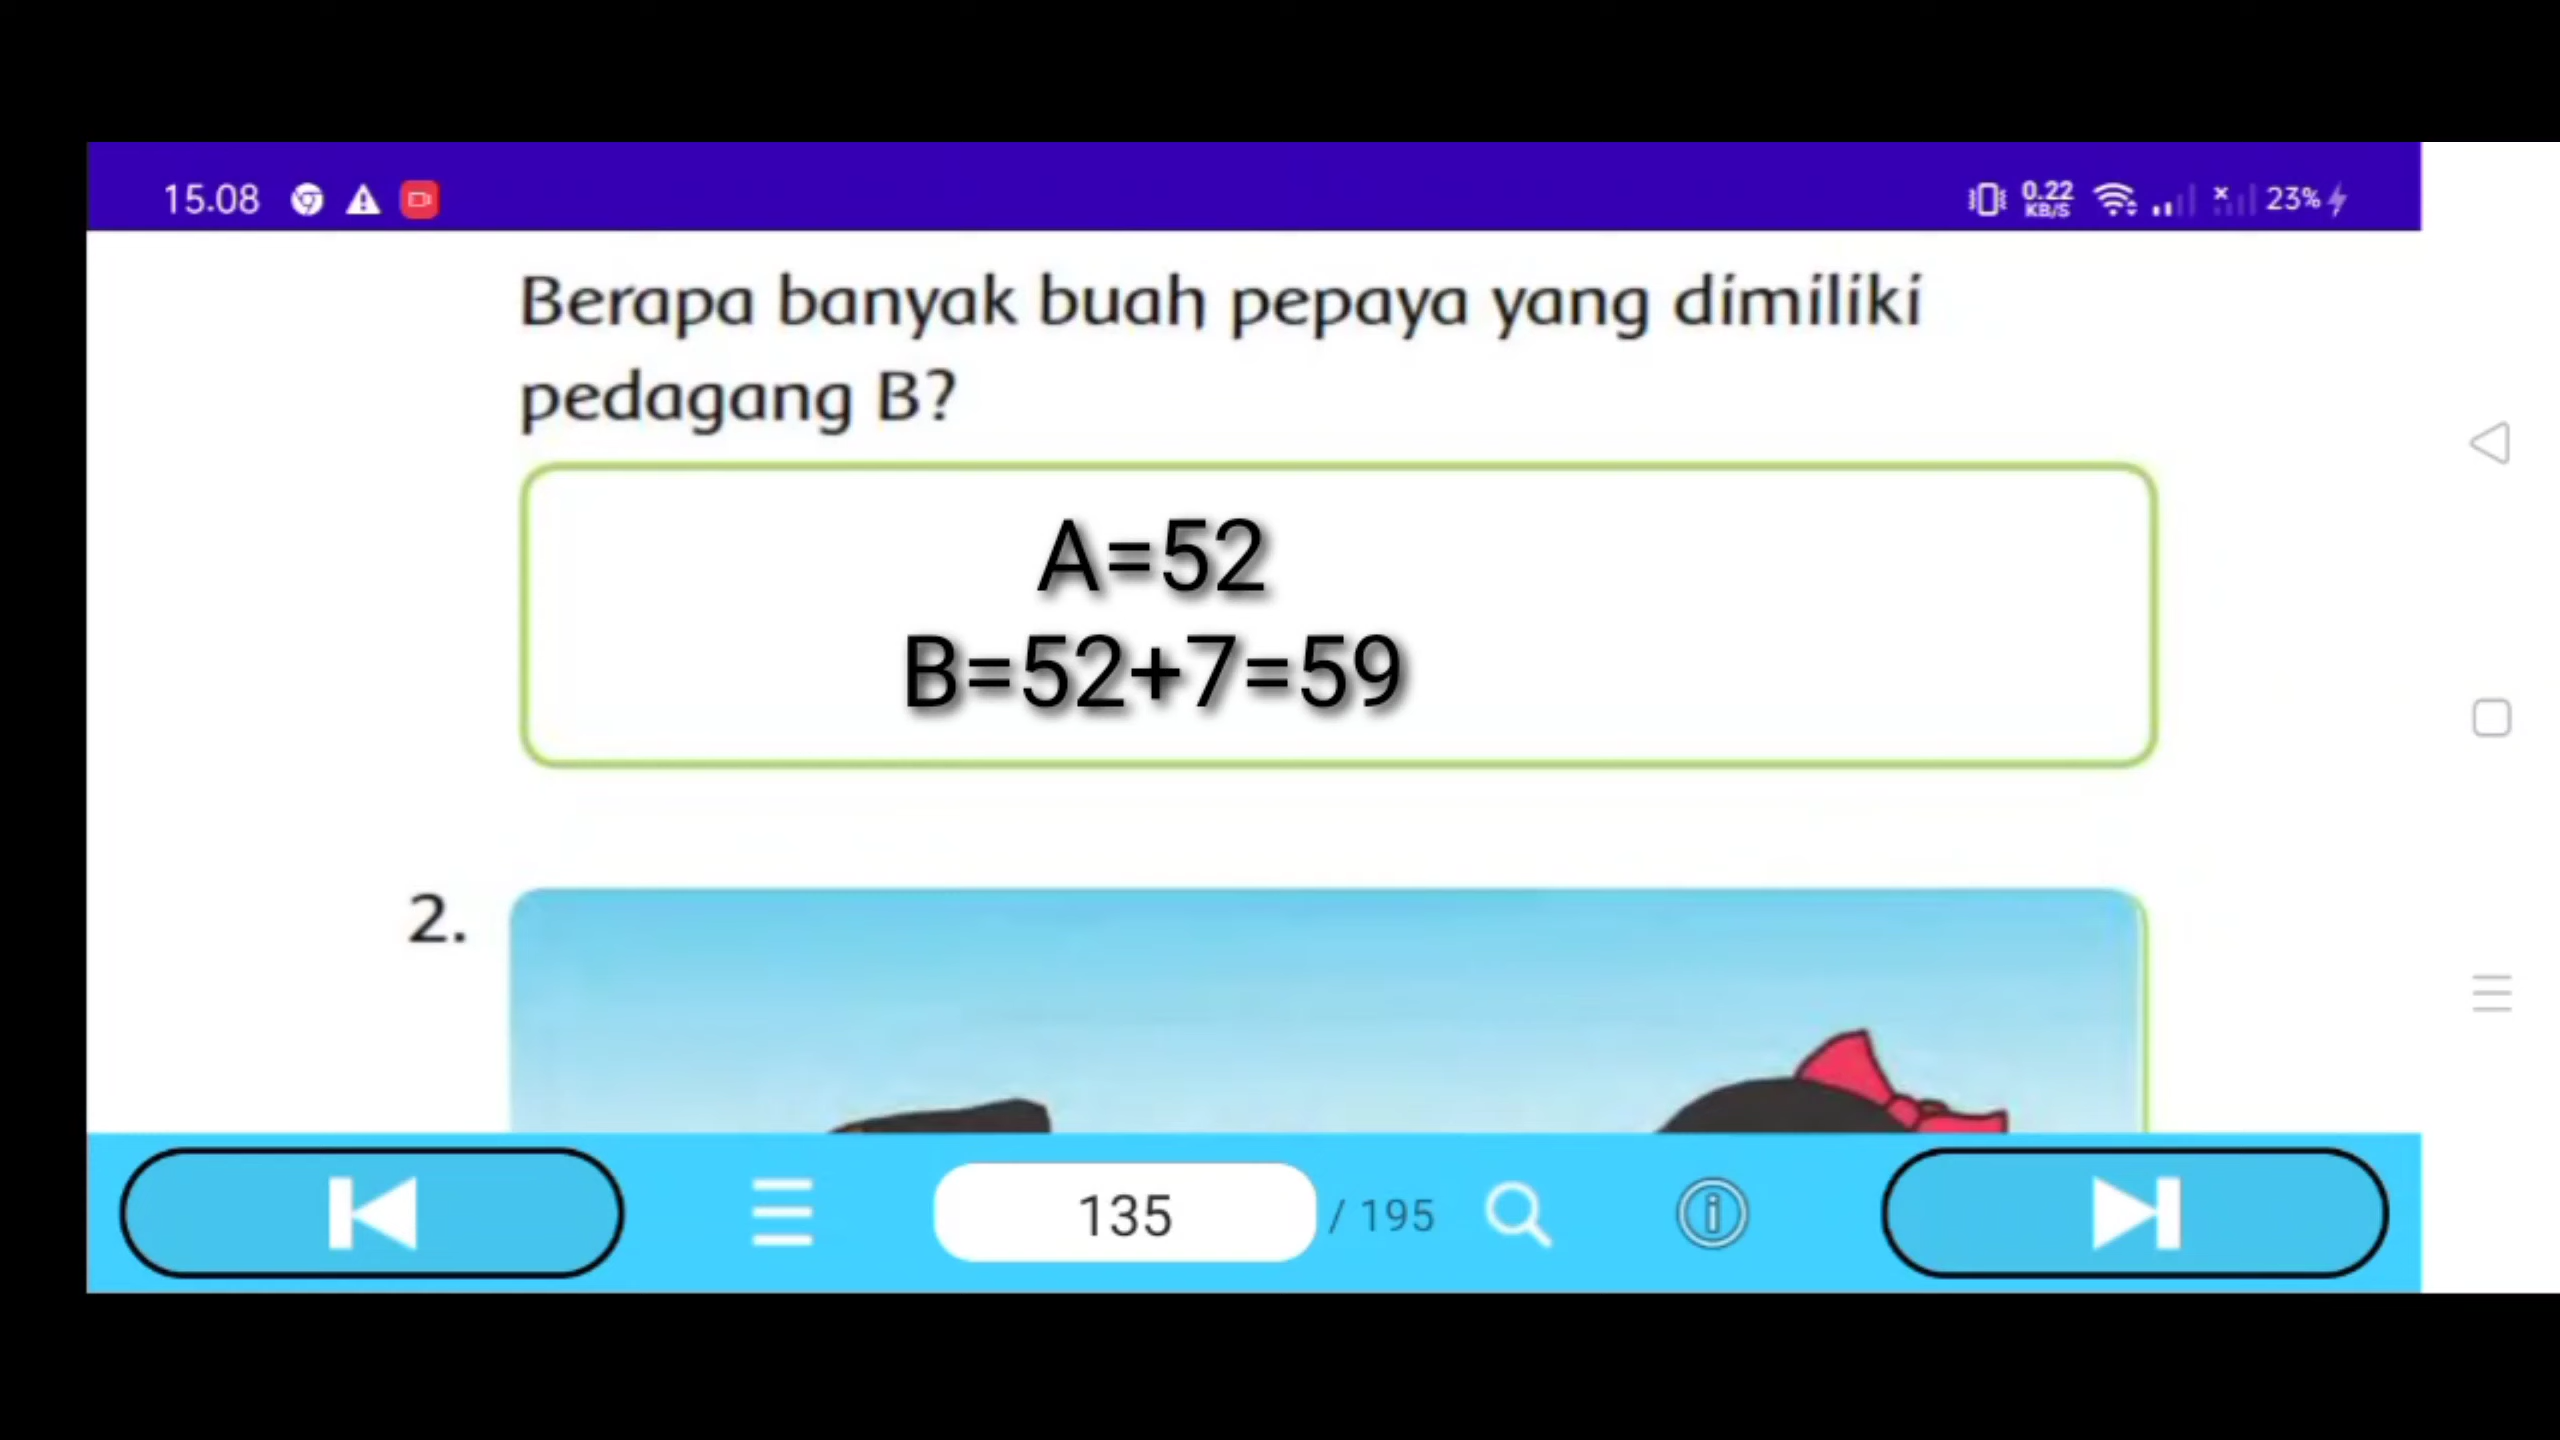 15.08 0.22 KB/S 23%
Berapa banyak buah pepaya yang dimiliki
pedagang B?
A=52
B=52+7=59
2.
135 / 195